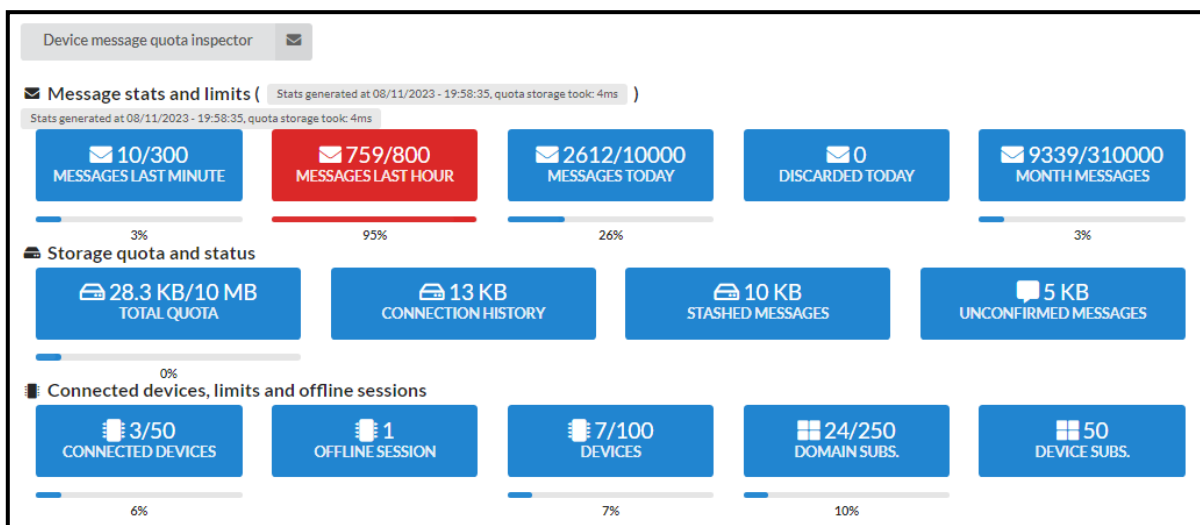 Device message quota inspector
Message stats and limits ( Stats generated at 08/11/2023 - 19:58:35, quota storage took: 4ms )
Stats generated at 08/11/2023 - 19:58:35, quota storage took: 4ms
10/300
MESSAGES LAST MINUTE
759/800
MESSAGES LAST HOUR
2612/10000
MESSAGES TODAY
0
DISCARDED TODAY
9339/310000
MONTH MESSAGES
3%
95%
26%
3%
Storage quota and status
28.3 KB/10 MB
TOTAL QUOTA
13 KB
CONNECTION HISTORY
10 KB
STASHED MESSAGES
5 KB
UNCONFIRMED MESSAGES
0%
Connected devices, limits and offline sessions
3/50
CONNECTED DEVICES
1
OFFLINE SESSION
7/100
DEVICES
24/250
DOMAIN SUBS.
50
DEVICE SUBS.
6%
7%
10%